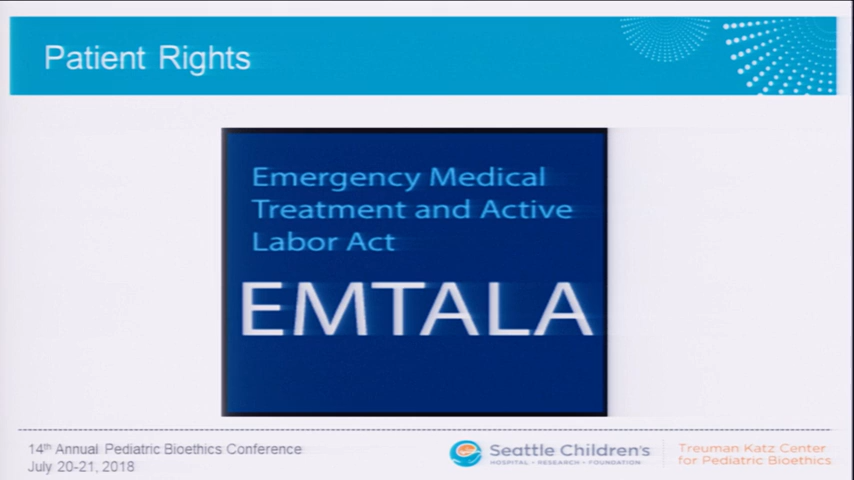 Patient Rights
Emergency Medical
Treatment and Active
Labor Act
EMTALA
14th Annual Pediatric Bioethics Conference
July 20-21, 2018
Seattle Children's
HOSPITAL • RESEARCH • FOUNDATION
Treuman Katz Center
for Pediatric Bioethics